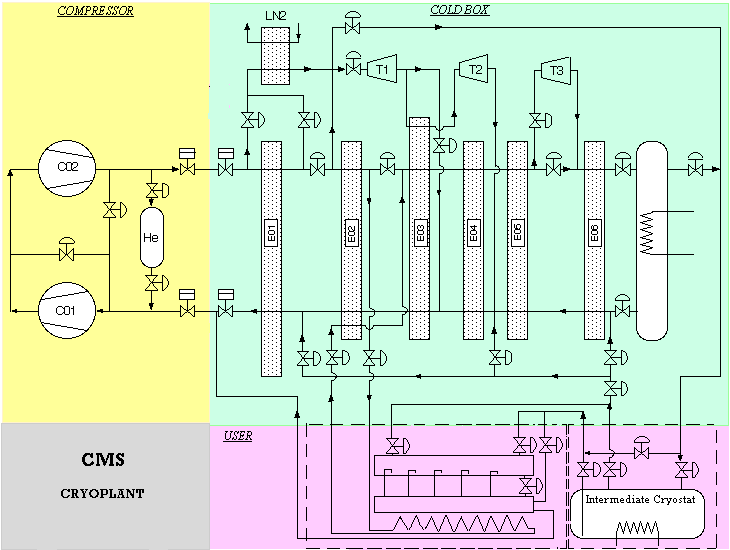 COMPRESSOR
COLD BOX
LN2
T1
T2
T3
C02
He
E01
E02
E03
E04
E05
E06
C01
USER
CMS
CRYOPLANT
Intermediate Cryostat